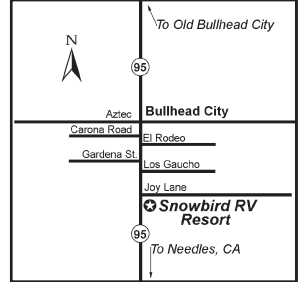 To Old Bullhead City
N
95
Aztec
Bullhead City
Carona Road
El Rodeo
Gardena St.
Los Gaucho
Joy Lane
Snowbird RV
Resort
95
To Needles, CA